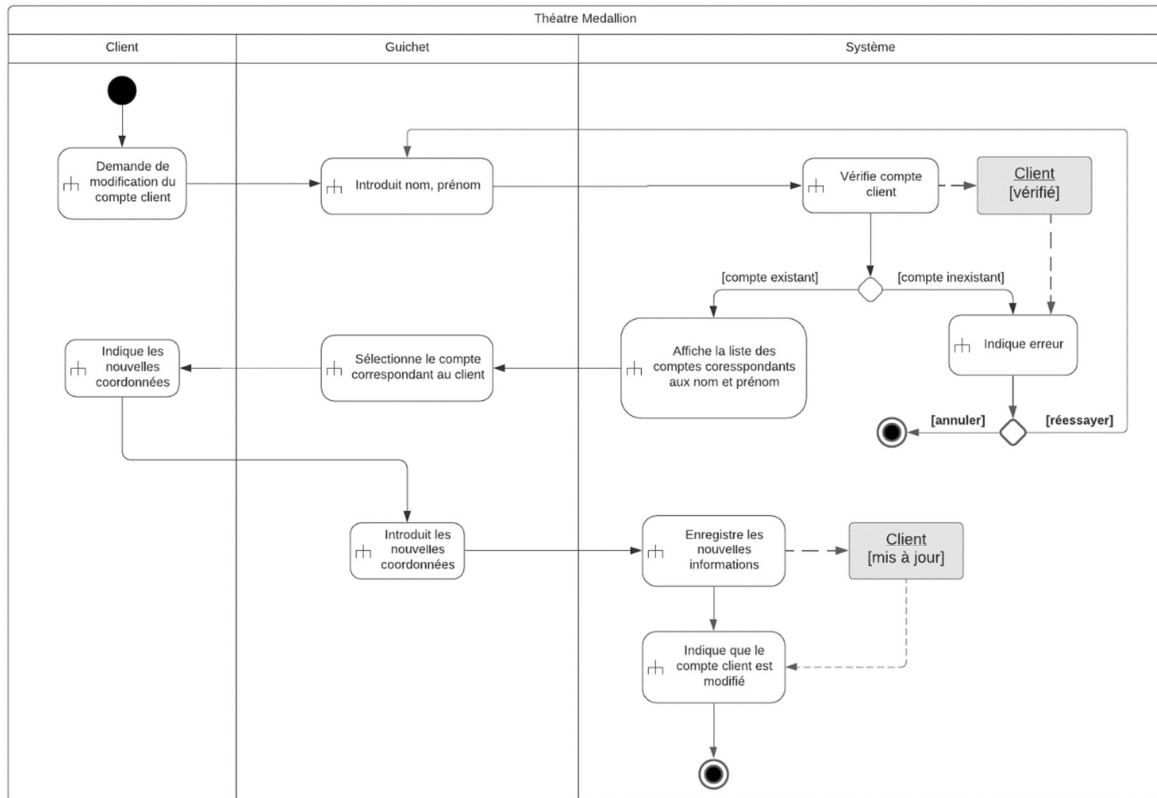 Théatre Medallion
Client
Guichet
Système
Demande de
modification du
compte client
Introduit nom, prénom
Vérifie compte
client
Client
[vérifié]
[compte existant]
[compte inexistant]
Indique les
nouvelles
coordonnées
Sélectionne le compte
correspondant au client
Affiche la liste des
comptes coresspondants
aux nom et prénom
Indique erreur
[annuler]
[réessayer]
Introduit les
nouvelles
coordonnées
Enregistre les
nouvelles
informations
Client
[mis à jour]
Indique que le
compte client est
modifié